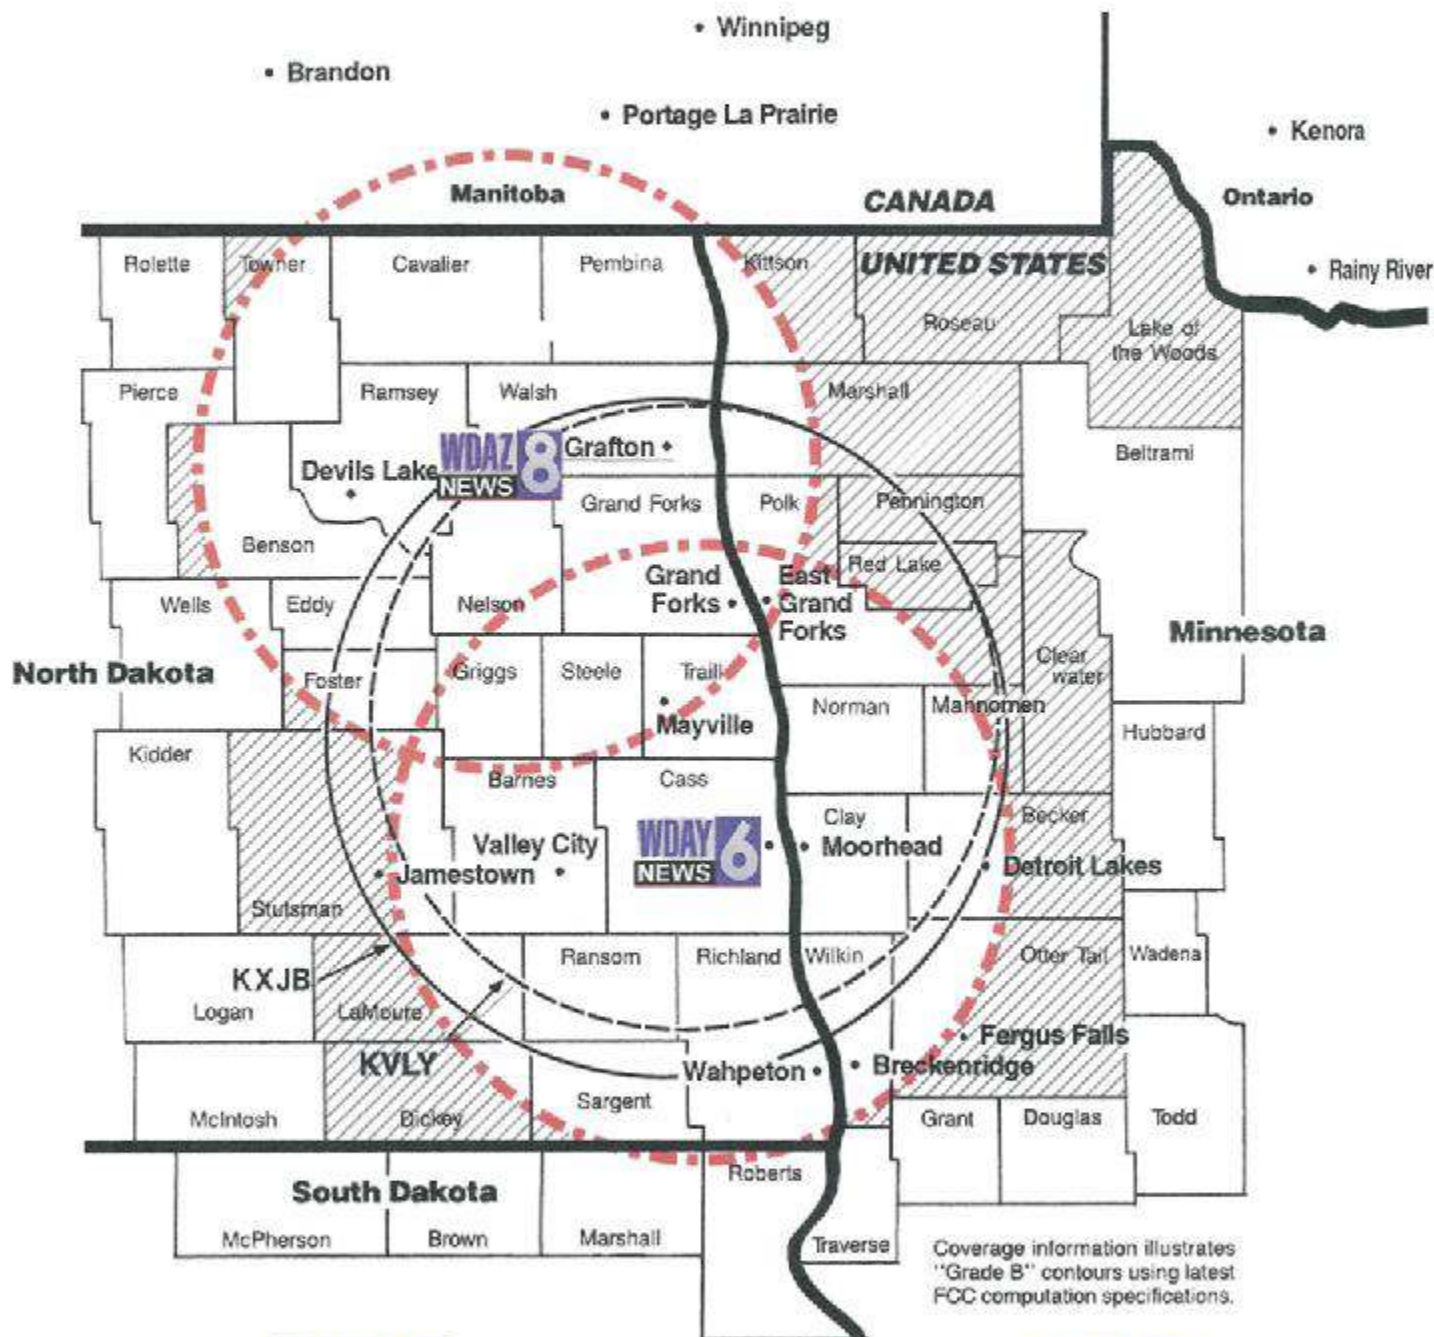 Winnipeg
Brandon
Portage La Prairie
Kenora
Manitoba
CANADA
Ontario
Rolette
Towner
Cavalier
Pembina
Kittson
UNITED STATES
Rainy River
Roseau
Lake of
the Woods
Pierce
Ramsey
Walsh
Marshall
WDAZ 8
NEWS
Grafton
Beltrami
Devils Lake
Grand Forks
Polk
Pennington
Benson
Red Lake
Grand
Forks
East
Grand
Forks
Wells
Eddy
Nelson
Minnesota
North Dakota
Foster
Griggs
Steele
Traill
Clear
water
Norman
Mahnomen
Mayville
Hubbard
Kidder
Barnes
Cass
Clay
Becker
WDAY 6
NEWS
Valley City
Moorhead
Jamestown
Detroit Lakes
Stutsman
Ransom
Richland
Wilkin
Otter Tail
Wadena
KXJB
Logan
LaMoure
Fergus Falls
KVLY
Wahpeton
Breckenridge
McIntosh
Dickey
Sargent
Grant
Douglas
Todd
Roberts
South Dakota
McPherson
Brown
Marshall
Traverse
Coverage information illustrates
"Grade B" contours using latest
FCC computation specifications.